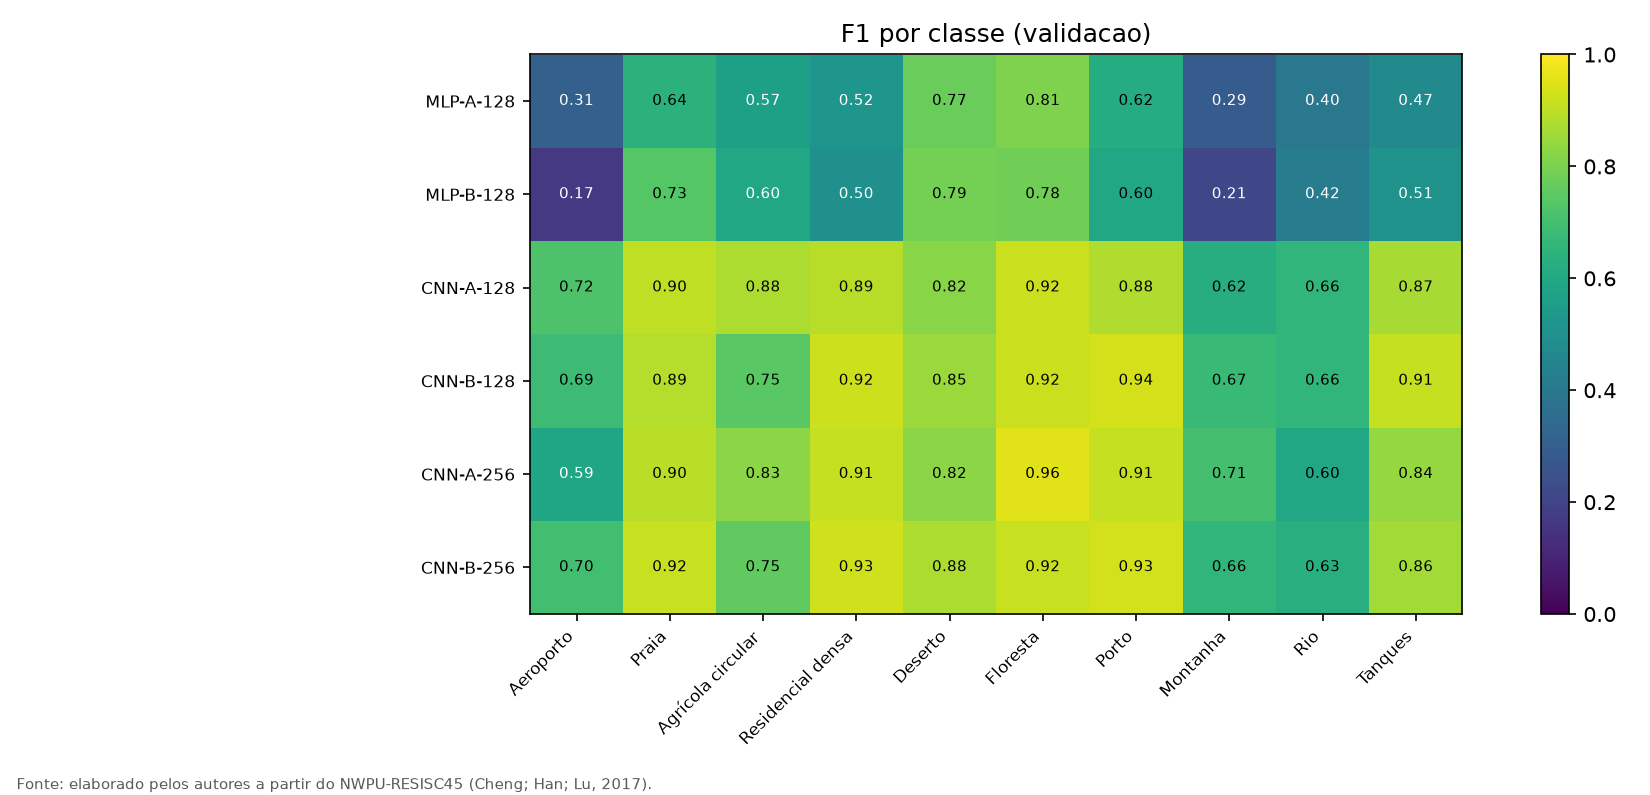 F1 por classe (validacao)
MLP-A-128 0.31 0.64 0.57 0.52 0.77 0.81 0.62 0.29 0.40 0.47
MLP-B-128 0.17 0.73 0.60 0.50 0.79 0.78 0.60 0.21 0.42 0.51
CNN-A-128 0.72 0.90 0.88 0.89 0.82 0.92 0.88 0.62 0.66 0.87
CNN-B-128 0.69 0.89 0.75 0.92 0.85 0.92 0.94 0.67 0.66 0.91
CNN-A-256 0.59 0.90 0.83 0.91 0.82 0.96 0.91 0.71 0.60 0.84
CNN-B-256 0.70 0.92 0.75 0.93 0.88 0.92 0.93 0.66 0.63 0.86
Aeroporto
Praia
Agrícola circular
Residencial densa
Deserto
Floresta
Porto
Montanha
Rio
Tanques
1.0
0.8
0.6
0.4
0.2
0.0
Fonte: elaborado pelos autores a partir do NWPU-RESISC45 (Cheng; Han; Lu, 2017).